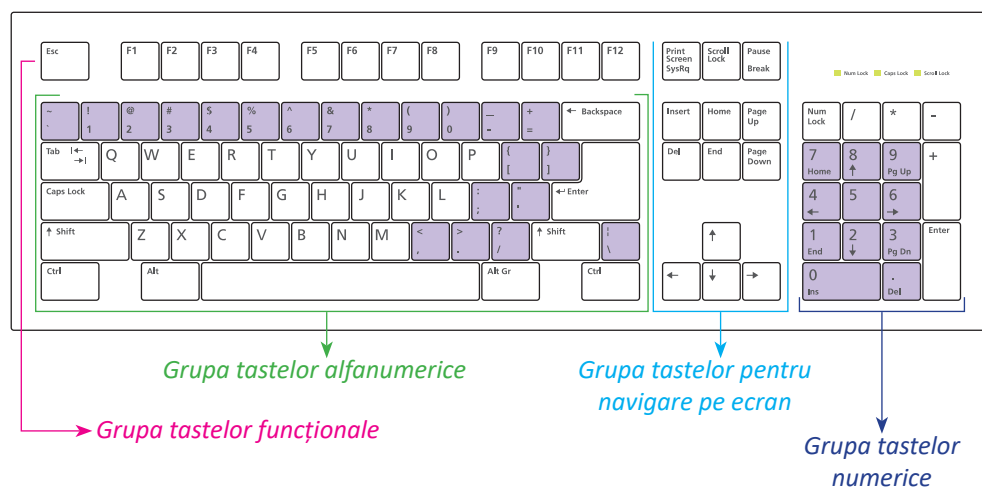 Esc F1 F2 F3 F4 F5 F6 F7 F8 F9 F10 F11 F12
Print Screen SysRq
Scroll Lock
Pause Break
Num Lock Caps Lock Scroll Lock
~ ! @ # $ % ^ & * ( ) _ + ← Backspace
` 1 2 3 4 5 6 7 8 9 0 - =
Insert Home Page Up
Num Lock / * -
Tab |← →| Q W E R T Y U I O P { [ } ]
Del End Page Down
7 Home 8 ↑ 9 Pg Up +
Caps Lock A S D F G H J K L : ; " ' ↵ Enter
4 ← 5 6 →
↑ Shift Z X C V B N M < , > . ? / ↑ Shift ¦ \
↑
1 End 2 ↓ 3 Pg Dn Enter
Ctrl Alt Alt Gr Ctrl
← ↓ →
0 Ins . Del
Grupa tastelor alfanumerice
Grupa tastelor pentru
navigare pe ecran
Grupa tastelor funcționale
Grupa tastelor
numerice